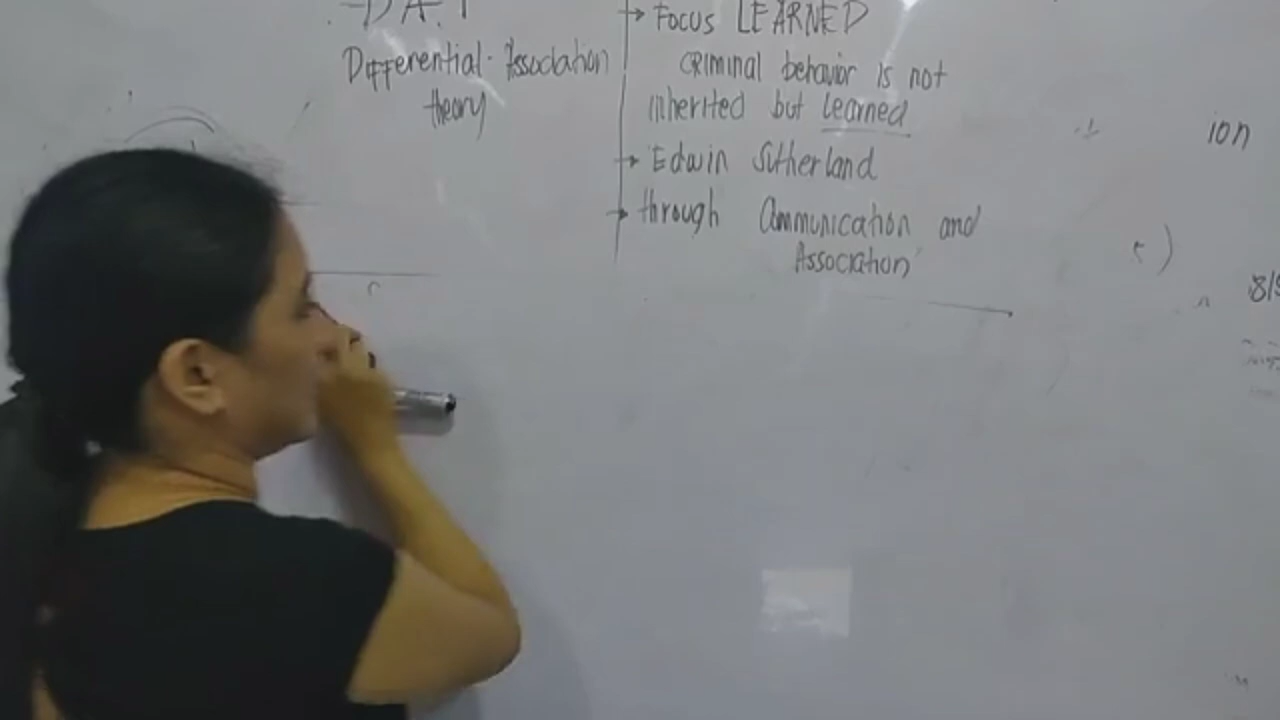 D.A.T
Differential Association
theory
→ Focus LEARNED
criminal behavior is not
inherited but learned
→ Edwin Sutherland
→ through Communication and
Association
ion